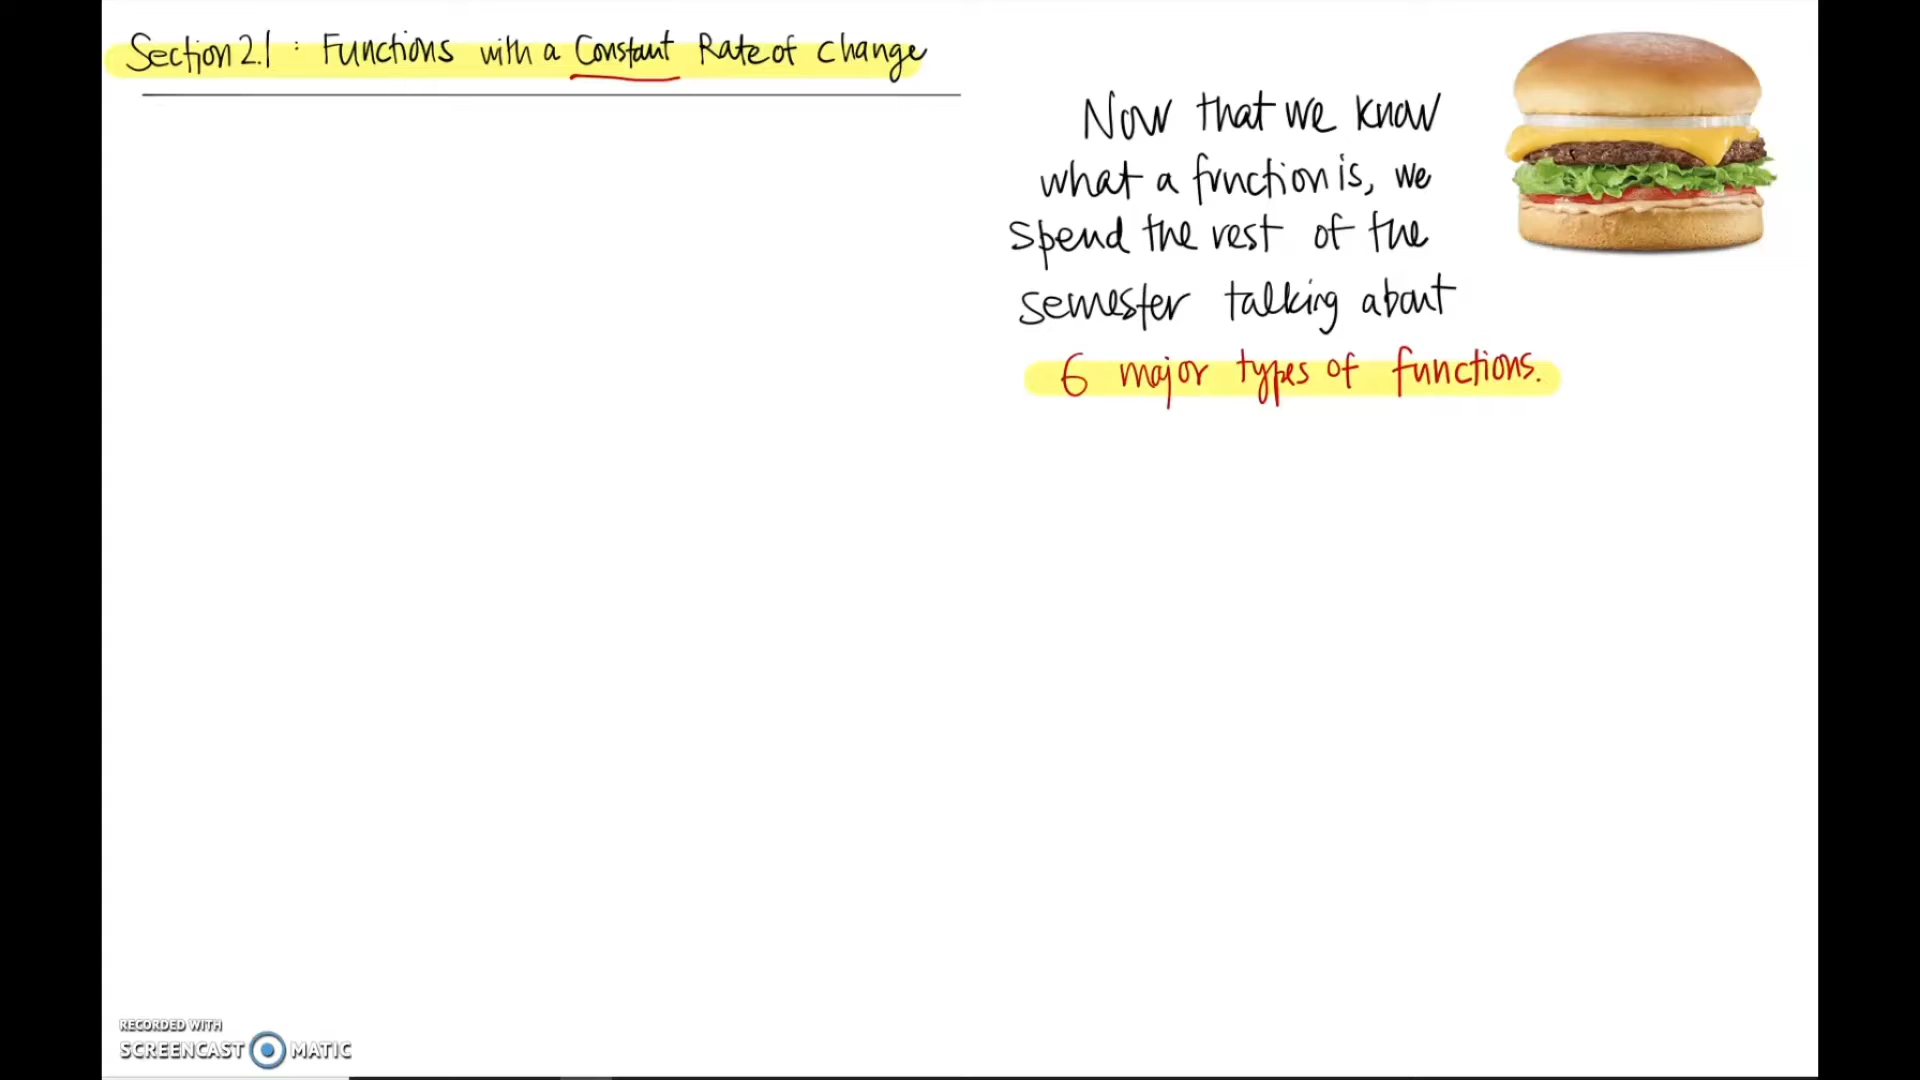 Section 2.1 : Functions with a Constant Rate of Change
Now that we know
what a function is, we
spend the rest of the
semester talking about
6 major types of functions.
RECORDED WITH
SCREENCAST MATIC